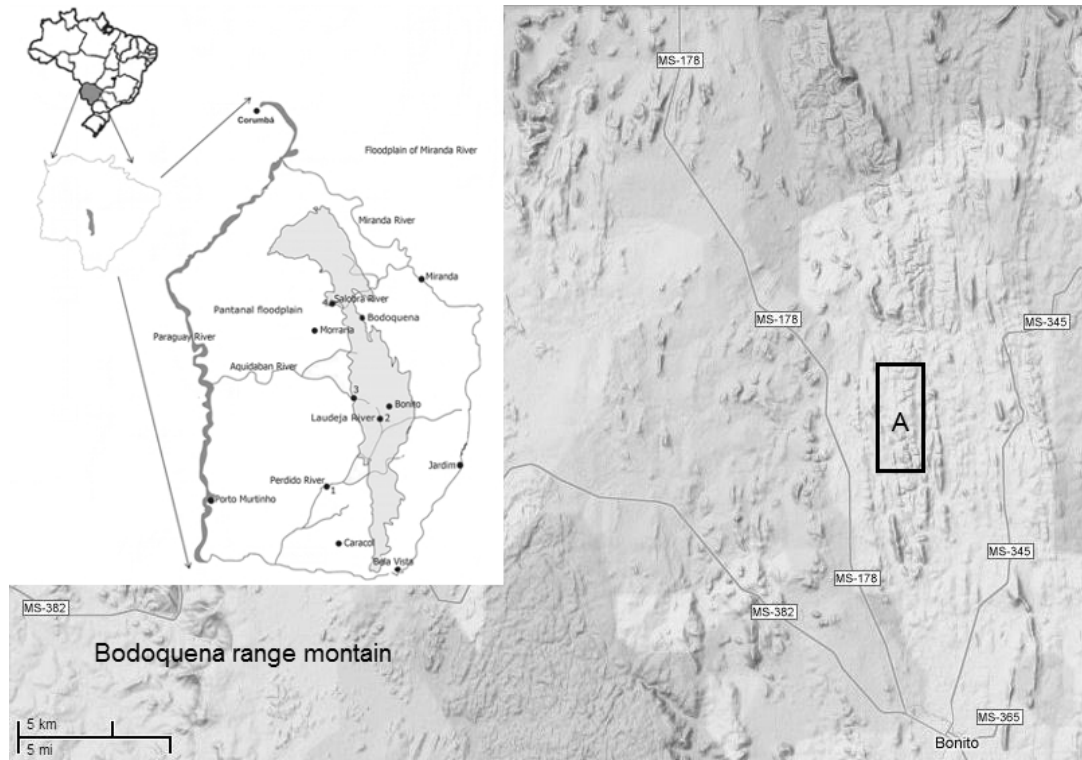 Corumbá
Floodplain of Miranda River
Miranda River
Miranda
Salobra River
4
Bodoquena
Pantanal floodplain
Morraria
Paraguay River
Aquidaban River
3
Bonito
Laudeja River
2
Jardim
Perdido River
1
Porto Murtinho
Caracol
Bela Vista
MS-178
MS-178
MS-345
A
MS-345
MS-178
MS-382
MS-382
Bodoquena range montain
5 km
5 mi
MS-365
Bonito